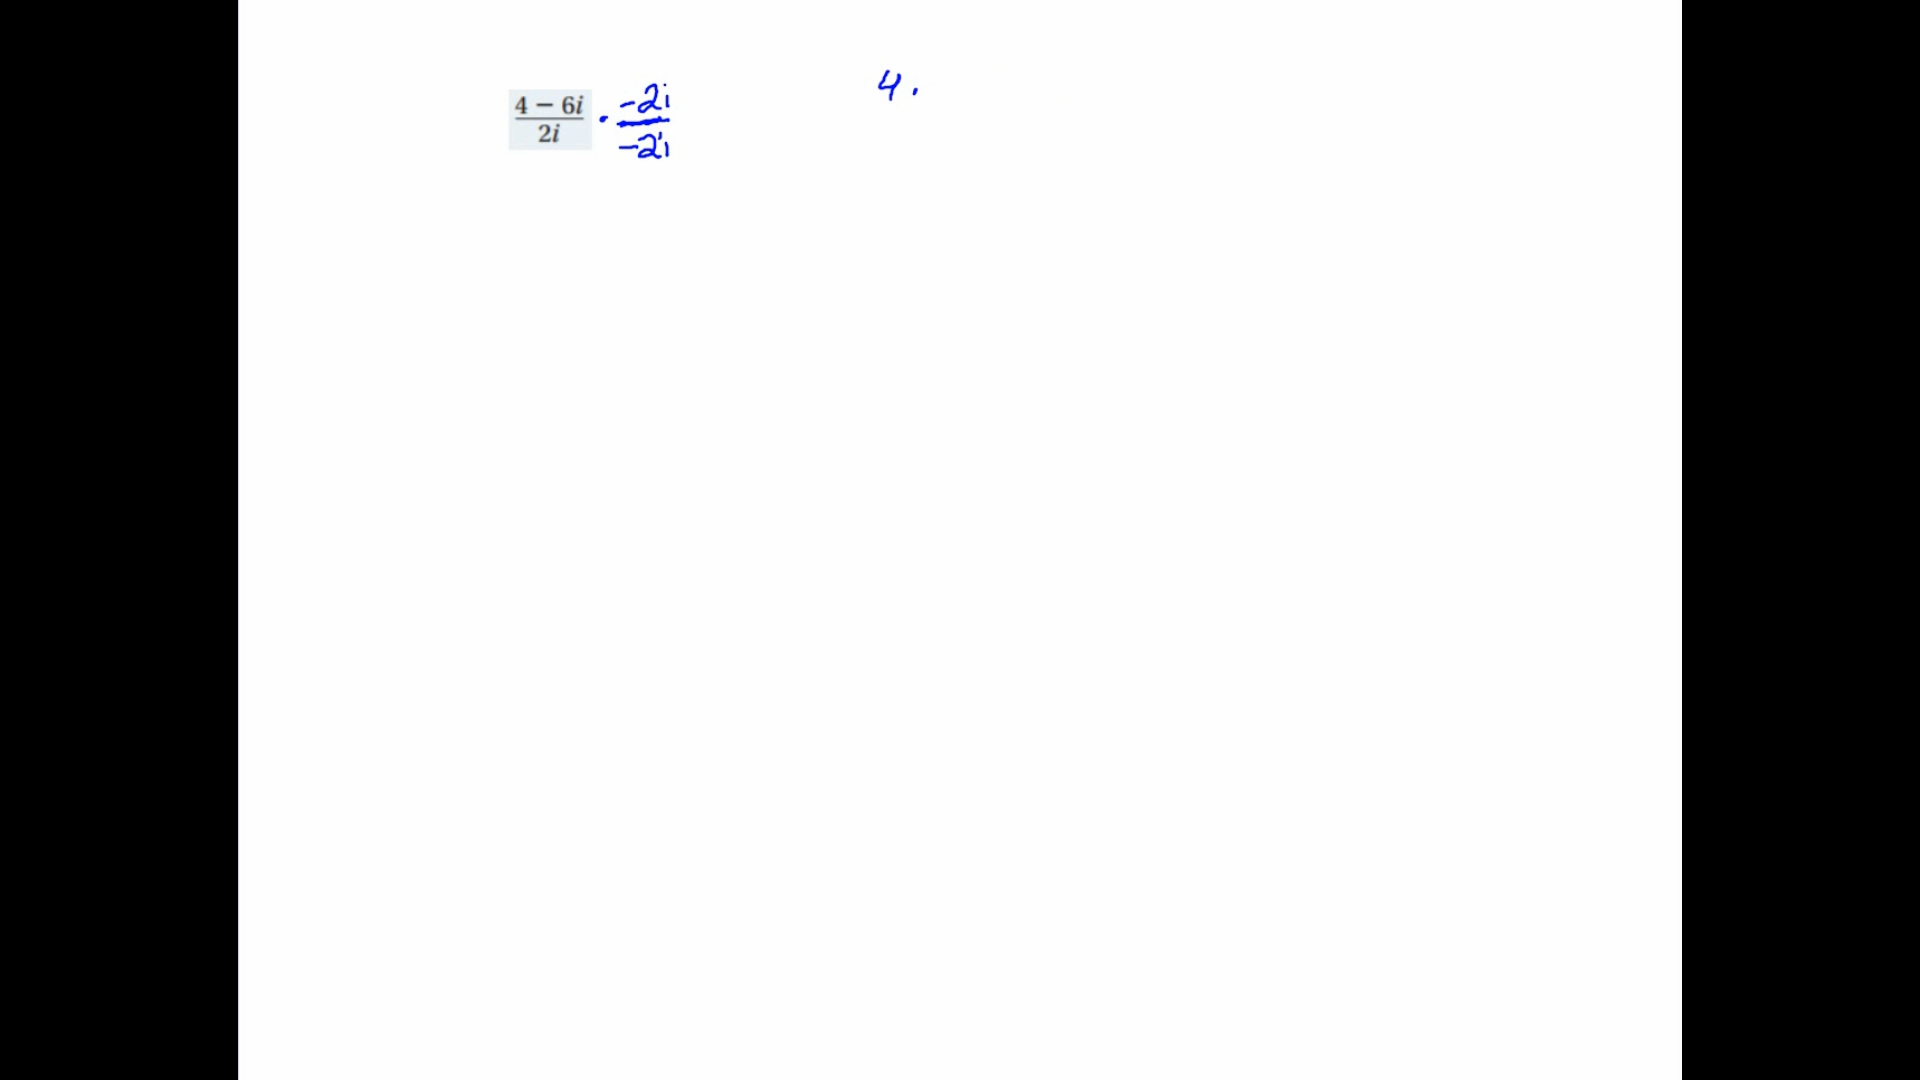 4 − 6i / 2i · -2i / -2i
4 .